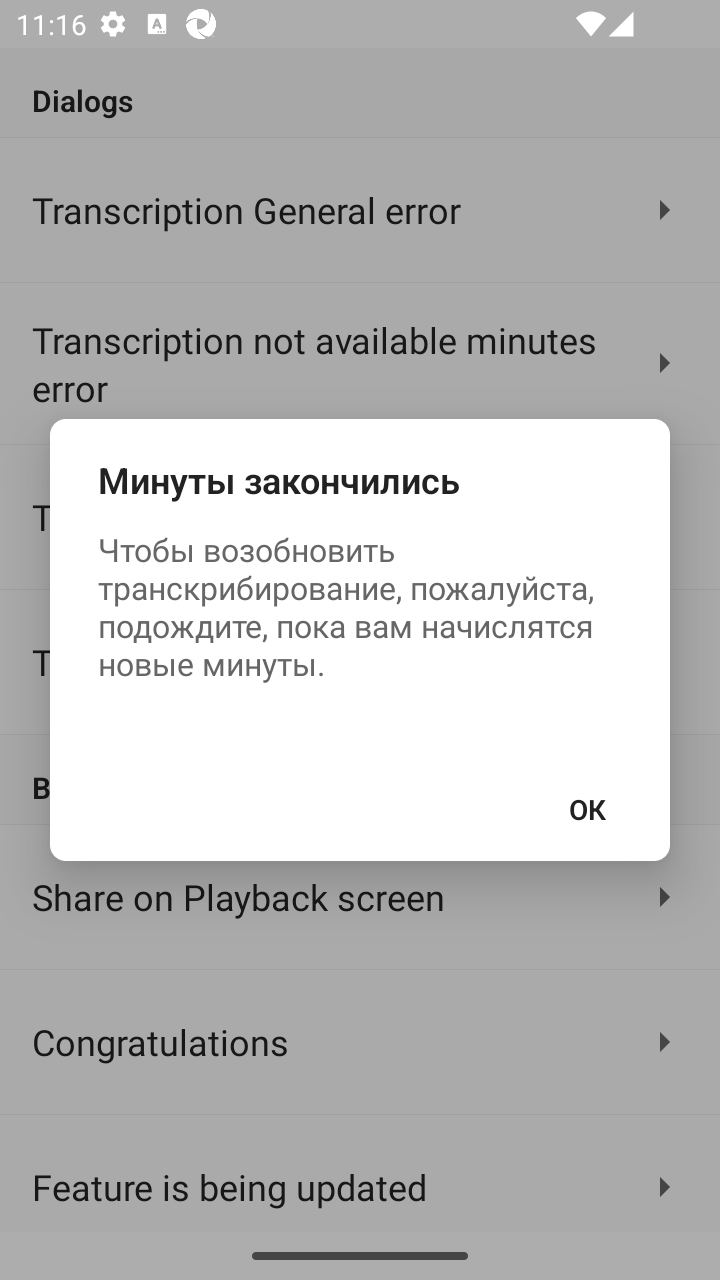 11:16
Dialogs
Transcription General error
Transcription not available minutes
error
Минуты закончились
Чтобы возобновить
транскрибирование, пожалуйста,
подождите, пока вам начислятся
новые минуты.
ОК
Share on Playback screen
Congratulations
Feature is being updated